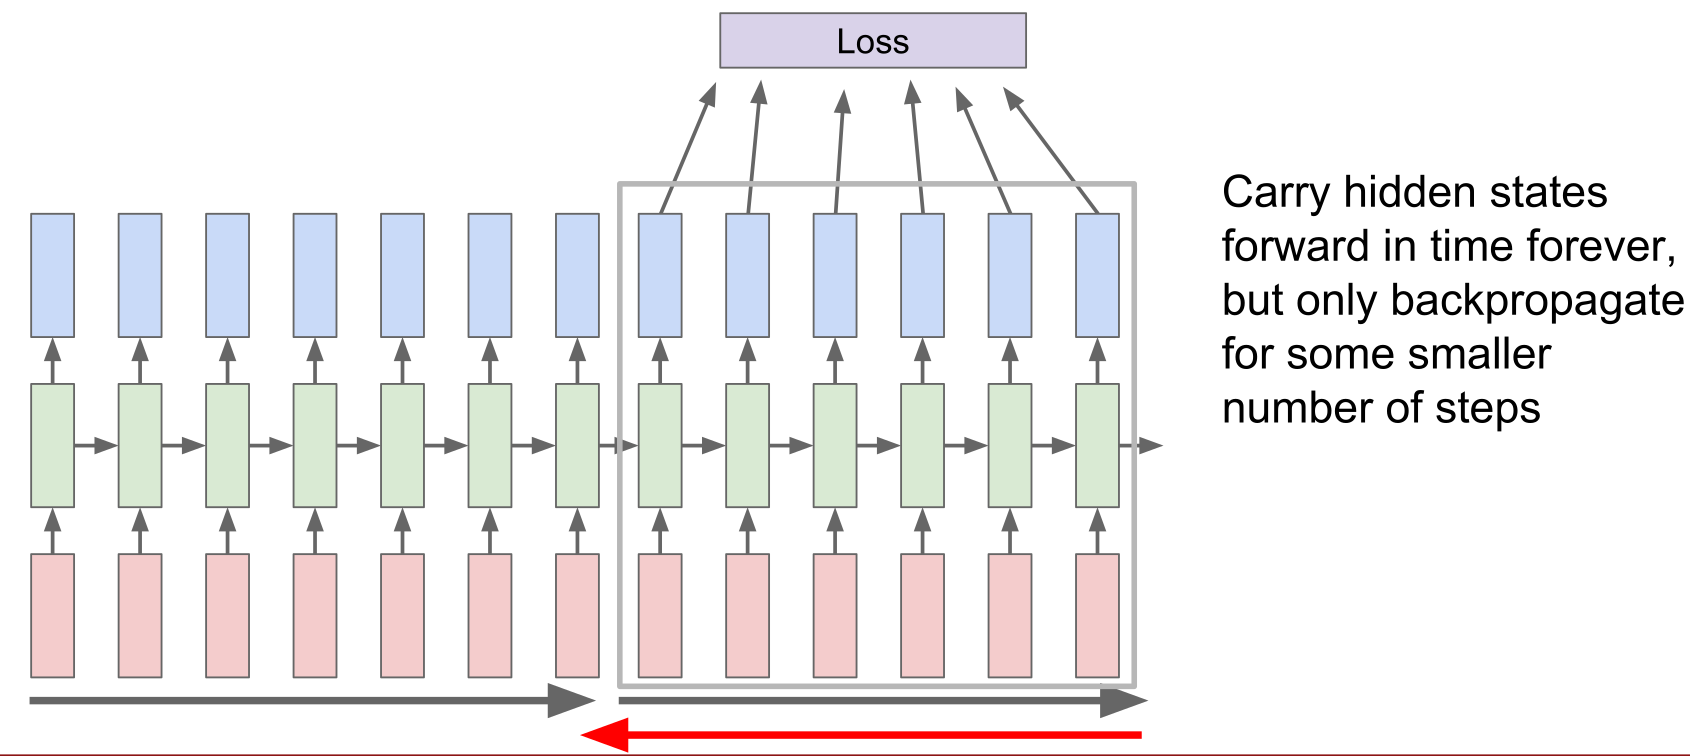 Loss
Carry hidden states
forward in time forever,
but only backpropagate
for some smaller
number of steps